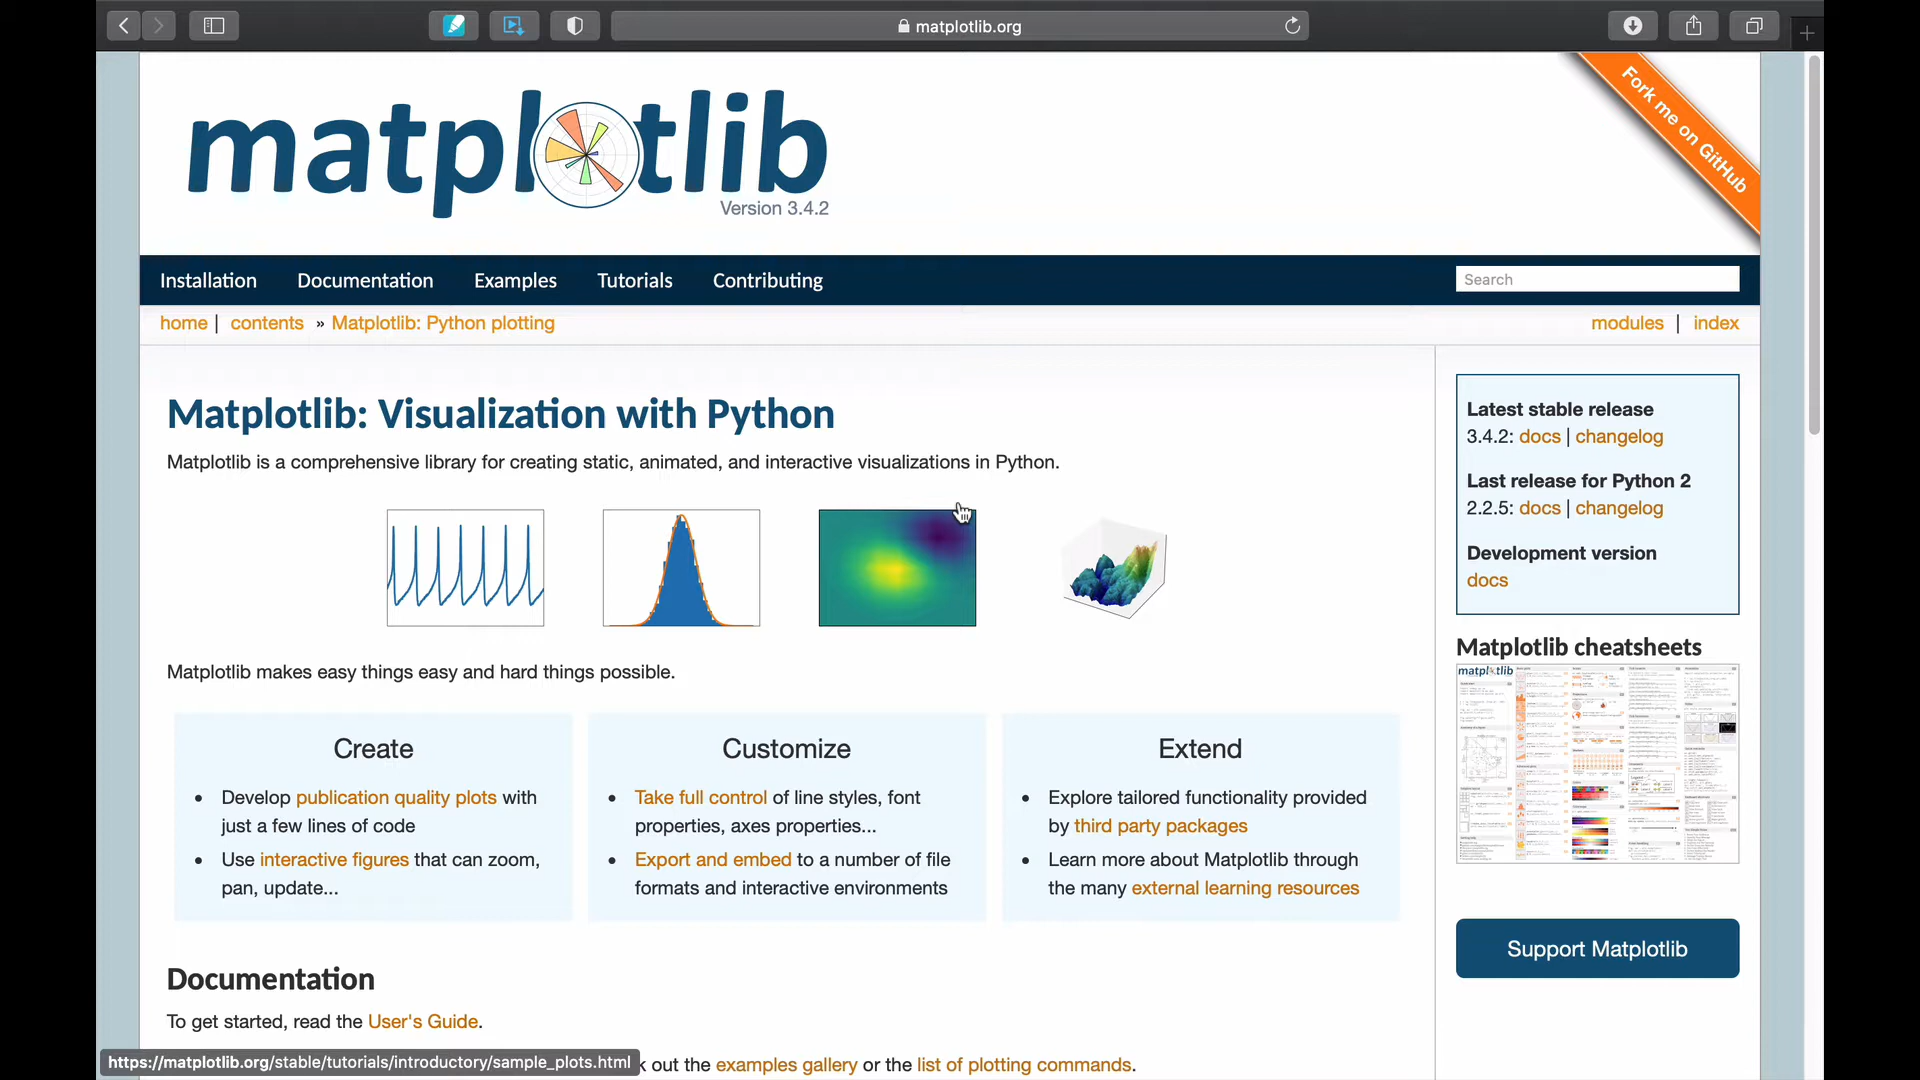 matplotlib.org
Fork me on GitHub
matplotlib
Version 3.4.2
Installation Documentation Examples Tutorials Contributing
Search
home | contents » Matplotlib: Python plotting
modules | index
Matplotlib: Visualization with Python
Matplotlib is a comprehensive library for creating static, animated, and interactive visualizations in Python.
Matplotlib makes easy things easy and hard things possible.
Create
• Develop publication quality plots with
just a few lines of code
• Use interactive figures that can zoom,
pan, update...
Customize
• Take full control of line styles, font
properties, axes properties...
• Export and embed to a number of file
formats and interactive environments
Extend
• Explore tailored functionality provided
by third party packages
• Learn more about Matplotlib through
the many external learning resources
Documentation
To get started, read the User's Guide.
k out the examples gallery or the list of plotting commands.
https://matplotlib.org/stable/tutorials/introductory/sample_plots.html
Latest stable release
3.4.2: docs | changelog
Last release for Python 2
2.2.5: docs | changelog
Development version
docs
Matplotlib cheatsheets
matplotlib
Support Matplotlib